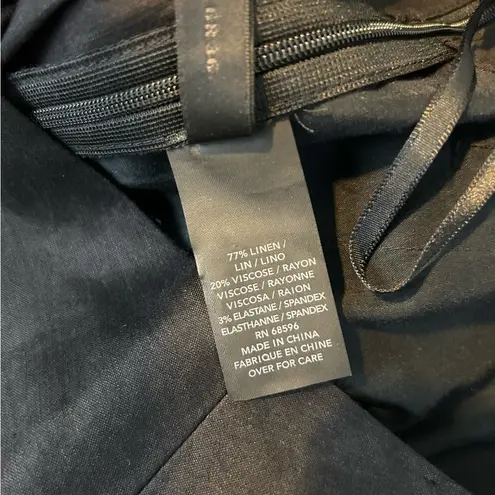 77% LINEN /
LIN / LINO
20% VISCOSE / RAYON
VISCOSE / RAYONNE
VISCOSA / RAION
3% ELASTANE / SPANDEX
ELASTHANNE / SPANDEX
RN 68596
MADE IN CHINA
FABRIQUE EN CHINE
OVER FOR CARE